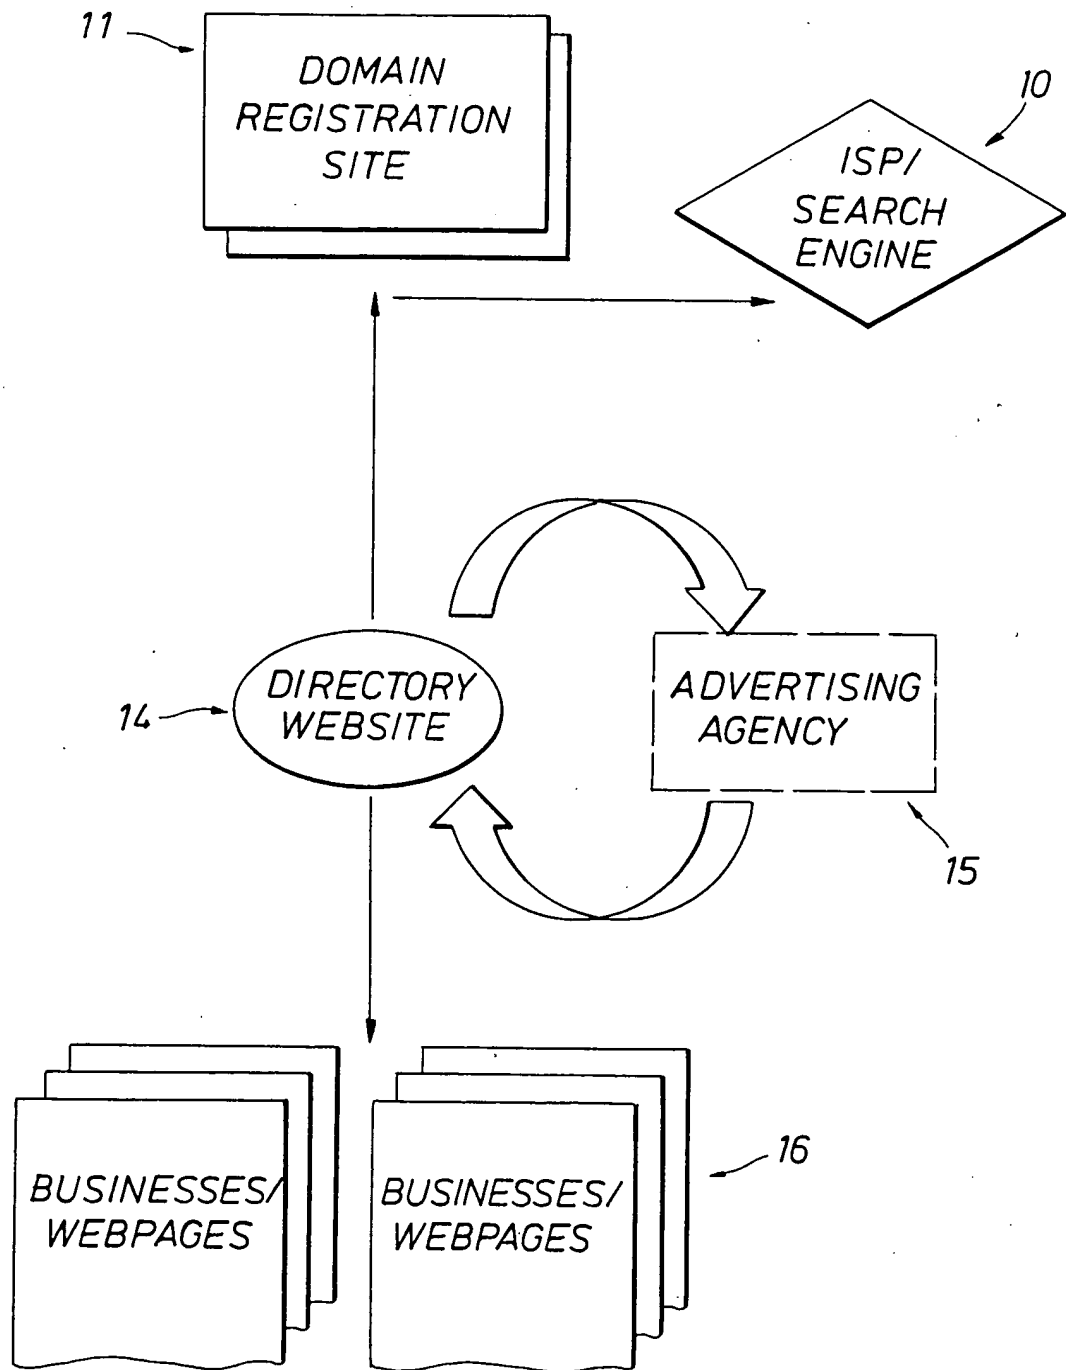 11
DOMAIN
REGISTRATION
SITE
10
ISP/
SEARCH
ENGINE
DIRECTORY
WEBSITE
14
ADVERTISING
AGENCY
15
BUSINESSES/
WEBPAGES
BUSINESSES/
WEBPAGES
16